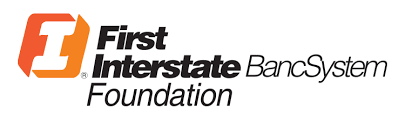 I
® First
Interstate BancSystem
Foundation